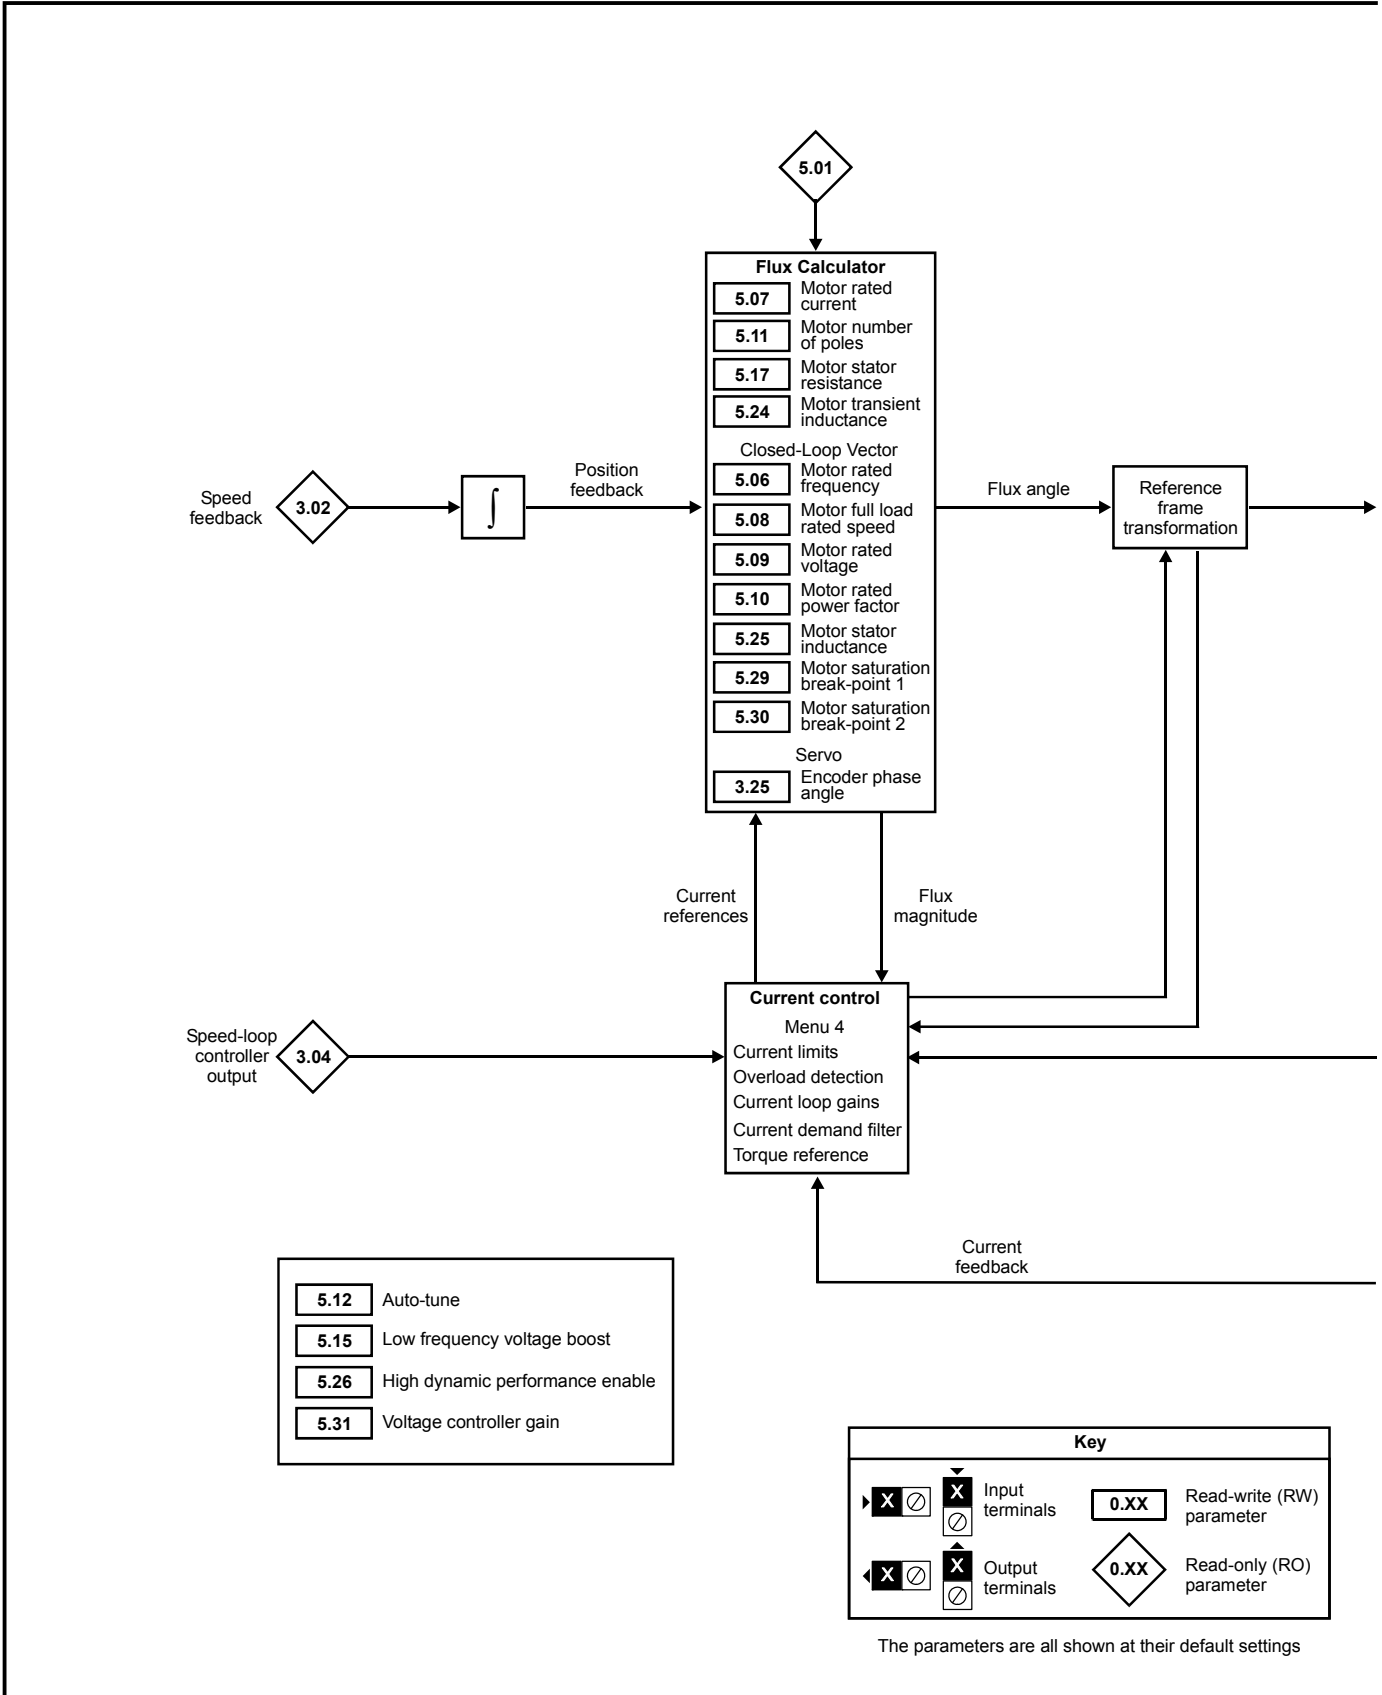 5.01
Flux Calculator
5.07 Motor rated
current
5.11 Motor number
of poles
5.17 Motor stator
resistance
5.24 Motor transient
inductance
Closed-Loop Vector
5.06 Motor rated
frequency
5.08 Motor full load
rated speed
5.09 Motor rated
voltage
5.10 Motor rated
power factor
5.25 Motor stator
inductance
5.29 Motor saturation
break-point 1
5.30 Motor saturation
break-point 2
Servo
3.25 Encoder phase
angle
Speed
feedback
3.02
∫
Position
feedback
Flux angle
Reference
frame
transformation
Current
references
Flux
magnitude
Speed-loop
controller
output
3.04
Current control
Menu 4
Current limits
Overload detection
Current loop gains
Current demand filter
Torque reference
Current
feedback
5.12 Auto-tune
5.15 Low frequency voltage boost
5.26 High dynamic performance enable
5.31 Voltage controller gain
Key
X X Input
terminals
0.XX Read-write (RW)
parameter
X X Output
terminals
0.XX Read-only (RO)
parameter
The parameters are all shown at their default settings